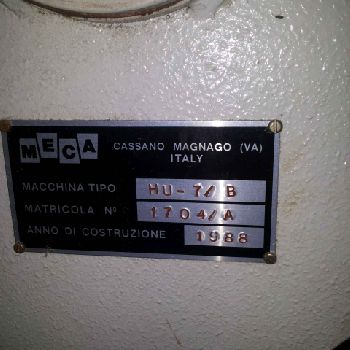 MECA CASSANO MAGNAGO (VA)
ITALY
MACCHINA TIPO HU-7/B
MATRICOLA N° 1704/A
ANNO DI COSTRUZIONE 1988